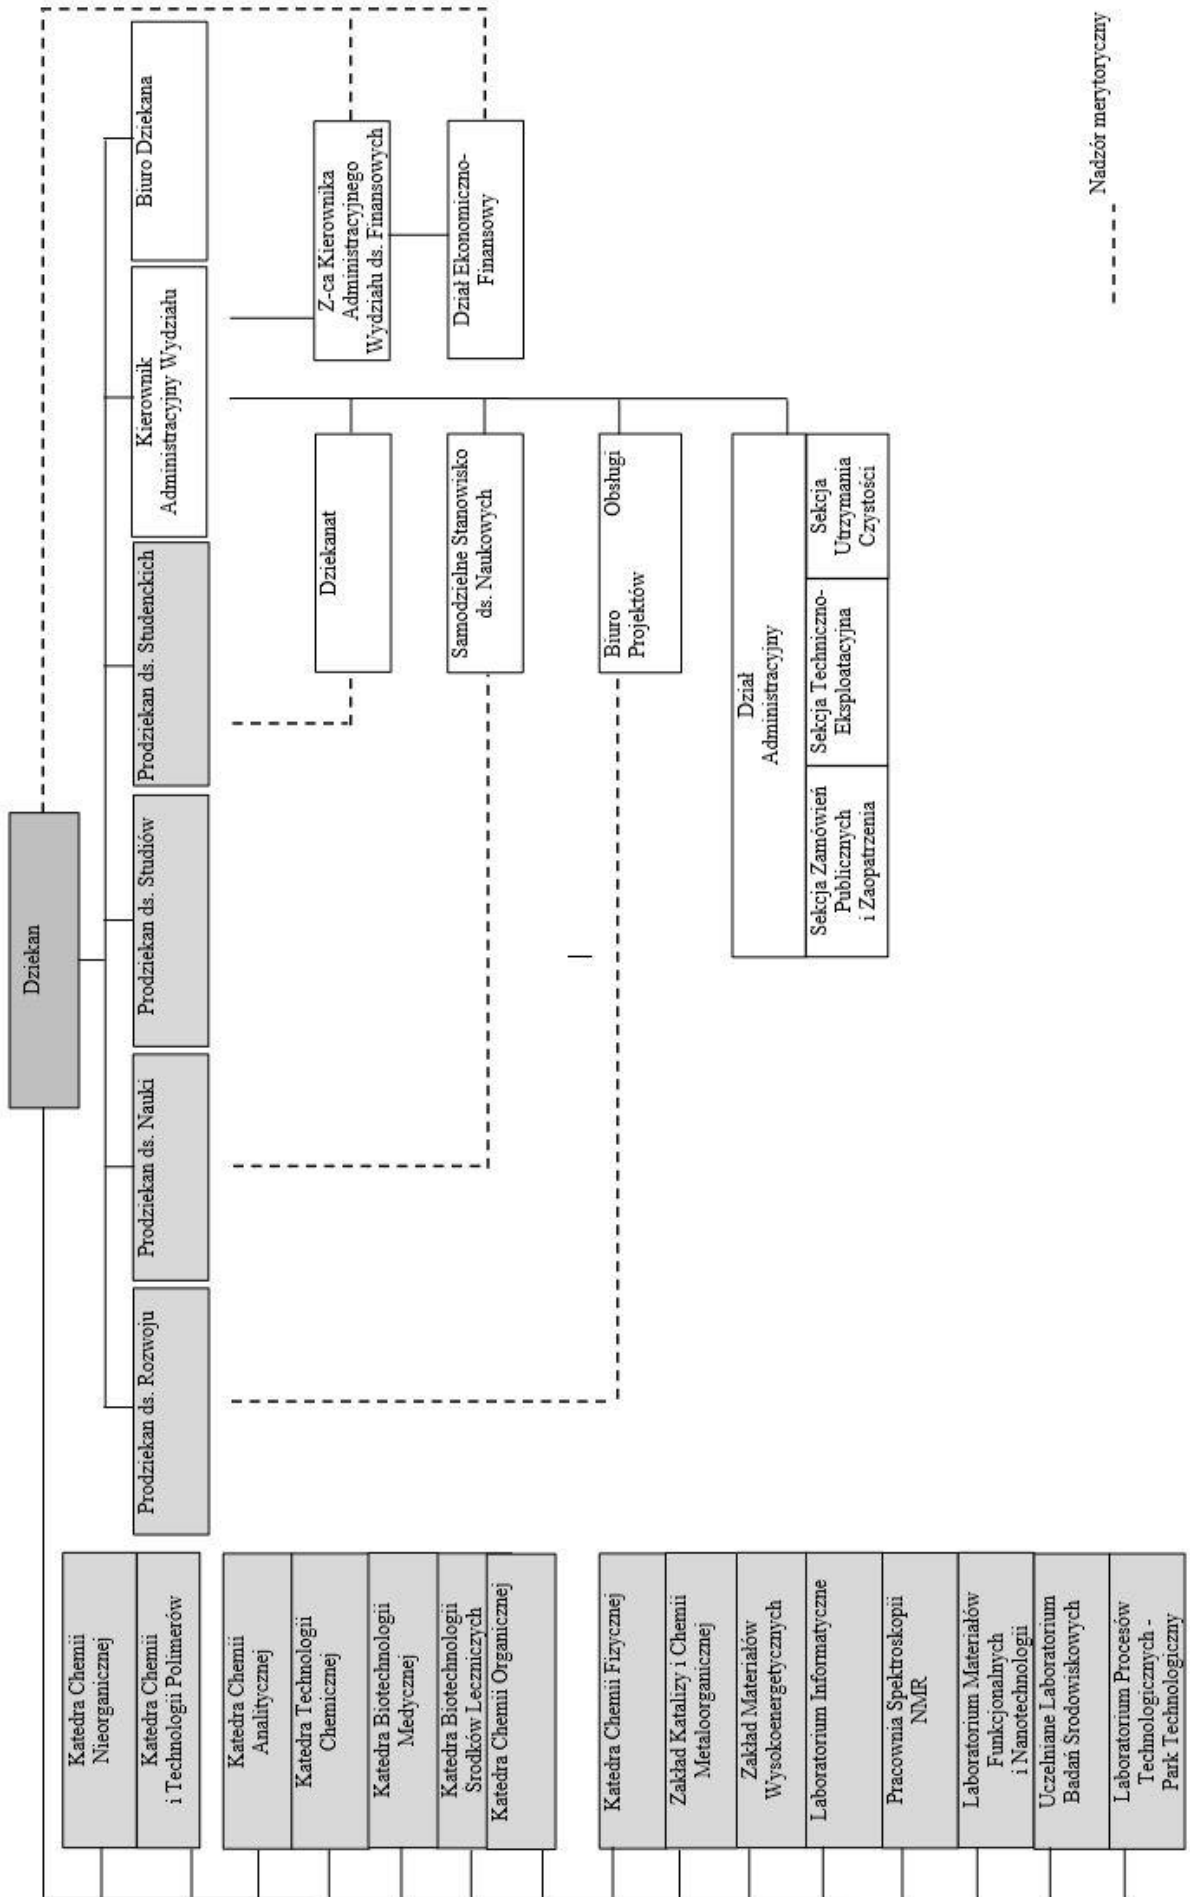 Dziekan
Katedra Chemii
Nieorganicznej
Katedra Chemii
i Technologii Polimerów
Katedra Chemii
Analitycznej
Katedra Technologii
Chemicznej
Katedra Biotechnologii
Medycznej
Katedra Biotechnologii
Srodków Leczniczych
Katedra Chemii Organicznej
Katedra Chemii Fizycznej
Zakład Katalizy i Chemii
Metaloorganicznej
Zakład Materiałów
Wysokoenergetycznych
Laboratorium Informatyczne
Pracownia Spektroskopii
NMR
Laboratorium Materiałów
Funkcjonalnych
i Nanotechnologii
Uczelniane Laboratorium
Badań Srodowiskowych
Laboratorium Procesów
Technologicznych -
Park Technologiczny
Prodziekan ds. Rozwoju
Prodziekan ds. Nauki
Prodziekan ds. Studiów
Prodziekan ds. Studenckich
Kierownik
Administracyjny Wydziału
Biuro Dziekana
Dziekanat
Samodzielne Stanowisko
ds. Naukowych
Biuro Obsługi
Projektów
Dział
Administracyjny
Sekcja Zamówień
Publicznych
i Zaopatrzenia
Sekcja Techniczno-
Eksploatacyjna
Sekcja
Utrzymania
Czystości
Z-ca Kierownika
Administracyjnego
Wydziału ds. Finansowych
Dział Ekonomiczno-
Finansowy
Nadzór merytoryczny